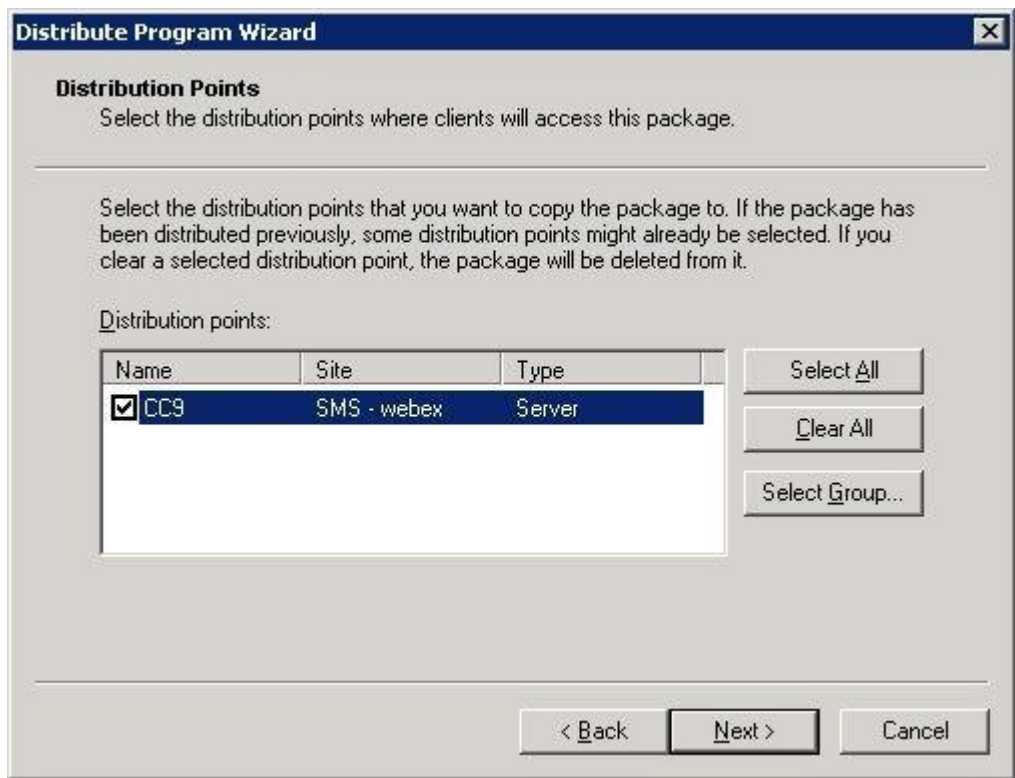 Distribute Program Wizard
Distribution Points
Select the distribution points where clients will access this package.
Select the distribution points that you want to copy the package to. If the package has
been distributed previously, some distribution points might already be selected. If you
clear a selected distribution point, the package will be deleted from it.
Distribution points:
Name Site Type
CC9 SMS - webex Server
Select All
Clear All
Select Group...
< Back Next > Cancel